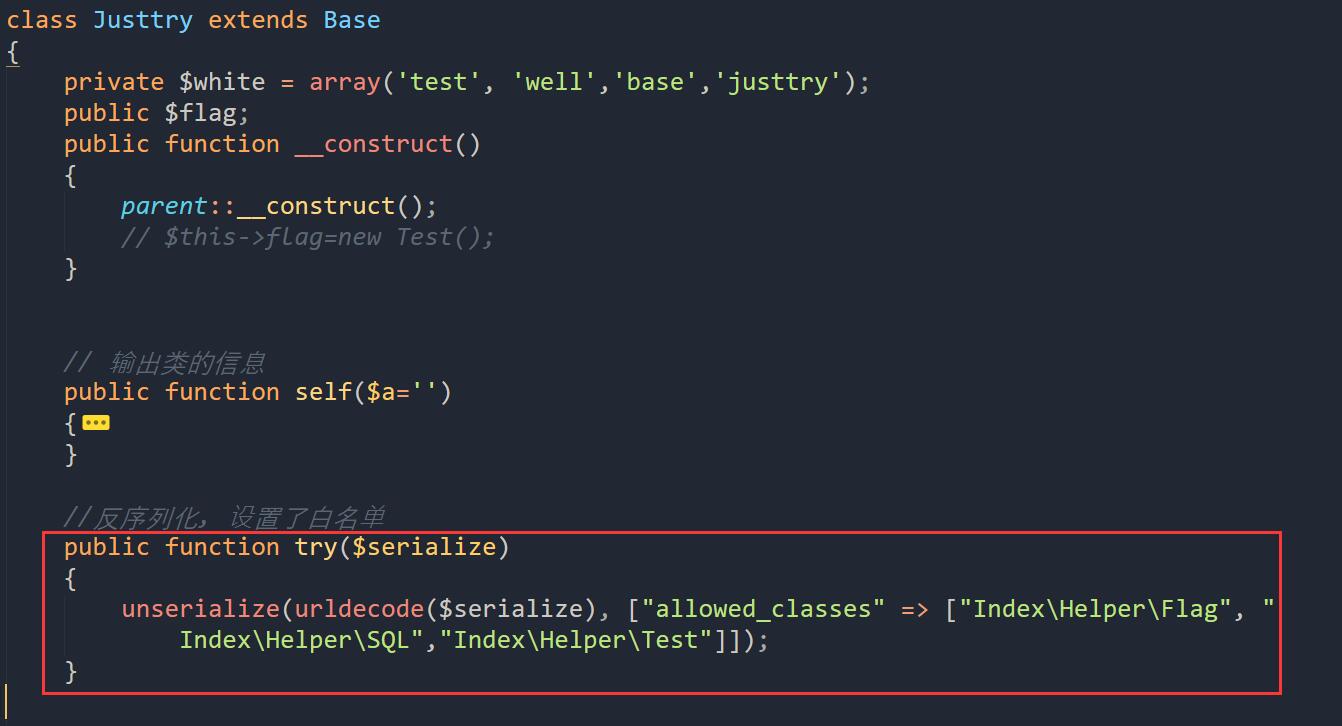 class Justtry extends Base
{
    private $white = array('test', 'well','base','justtry');
    public $flag;
    public function __construct()
    {
        parent::__construct();
        // $this->flag=new Test();
    }
    // 输出类的信息
    public function self($a='')
    {
    }
    //反序列化, 设置了白名单
    public function try($serialize)
    {
        unserialize(urldecode($serialize), ["allowed_classes" => ["Index\Helper\Flag", "
            Index\Helper\SQL","Index\Helper\Test"]]);
    }